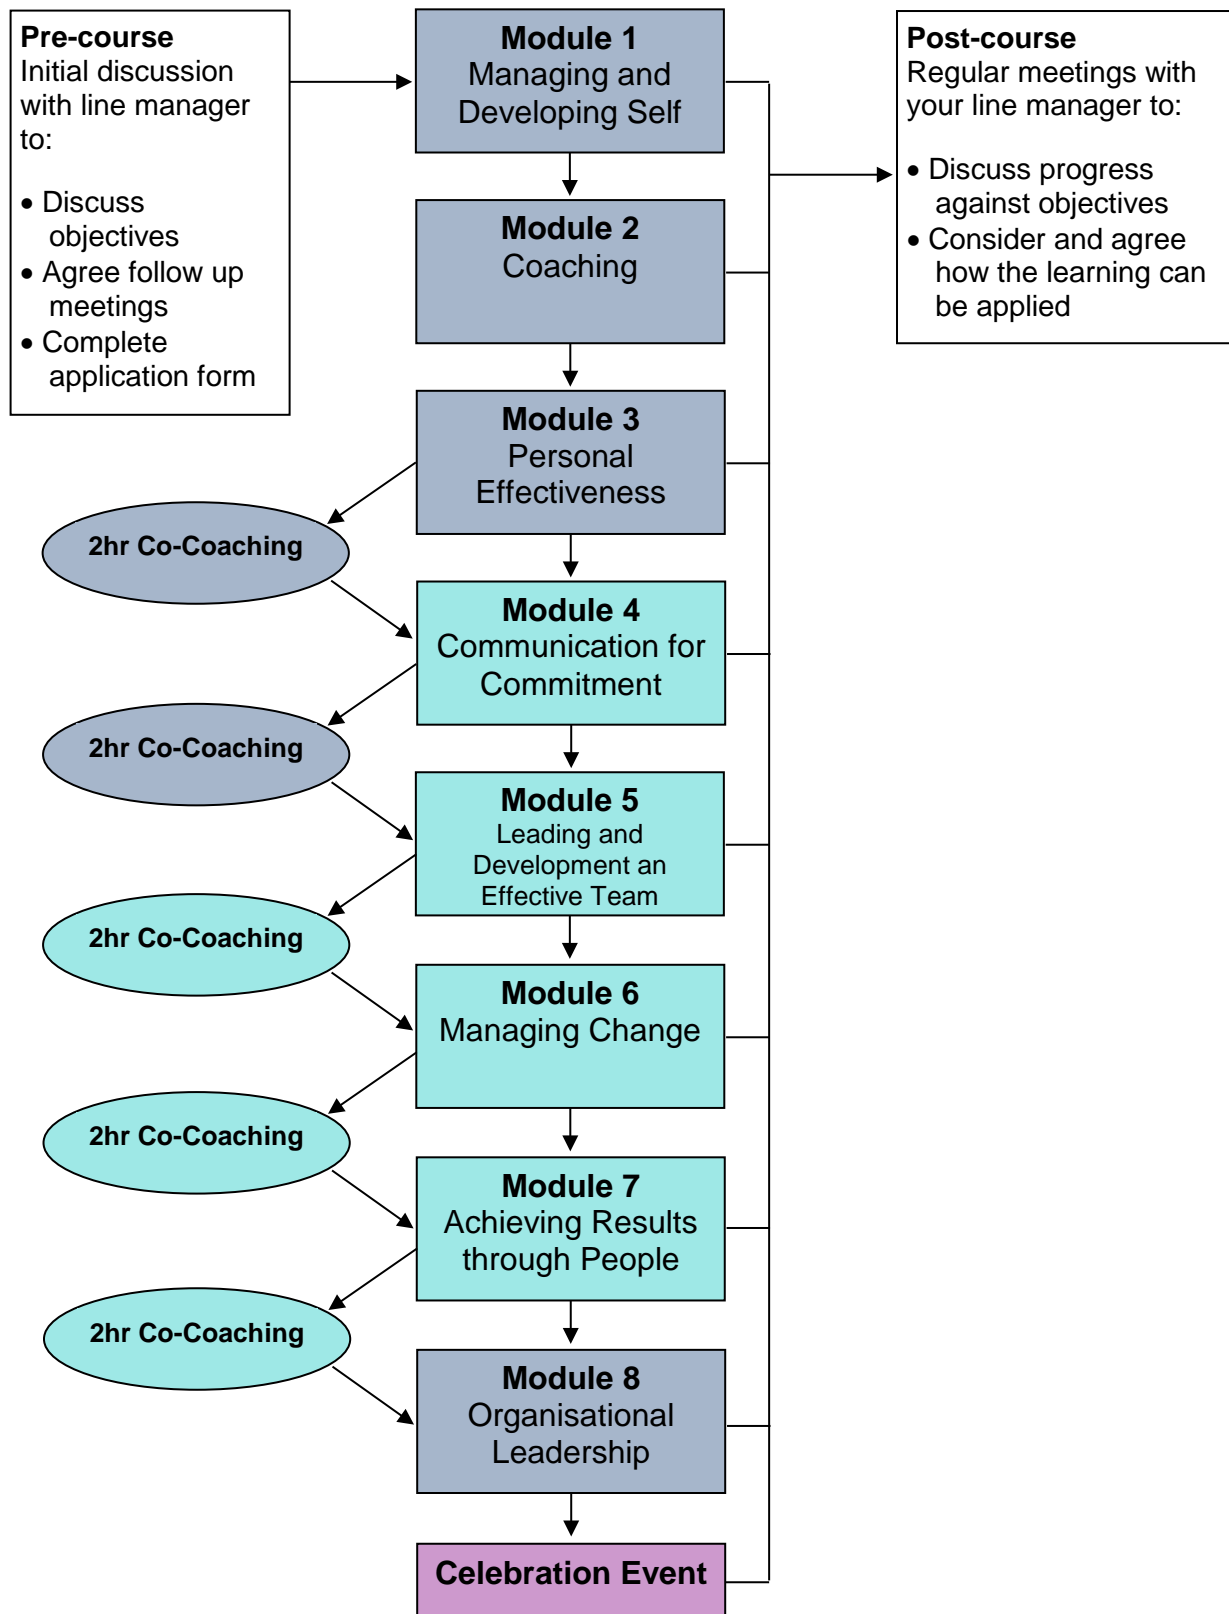 Pre-course
Initial discussion
with line manager
to:
• Discuss
objectives
• Agree follow up
meetings
• Complete
application form
Module 1
Managing and
Developing Self
Post-course
Regular meetings with
your line manager to:
• Discuss progress
against objectives
• Consider and agree
how the learning can
be applied
Module 2
Coaching
Module 3
Personal
Effectiveness
2hr Co-Coaching
Module 4
Communication for
Commitment
2hr Co-Coaching
Module 5
Leading and
Development an
Effective Team
2hr Co-Coaching
Module 6
Managing Change
2hr Co-Coaching
Module 7
Achieving Results
through People
2hr Co-Coaching
Module 8
Organisational
Leadership
Celebration Event